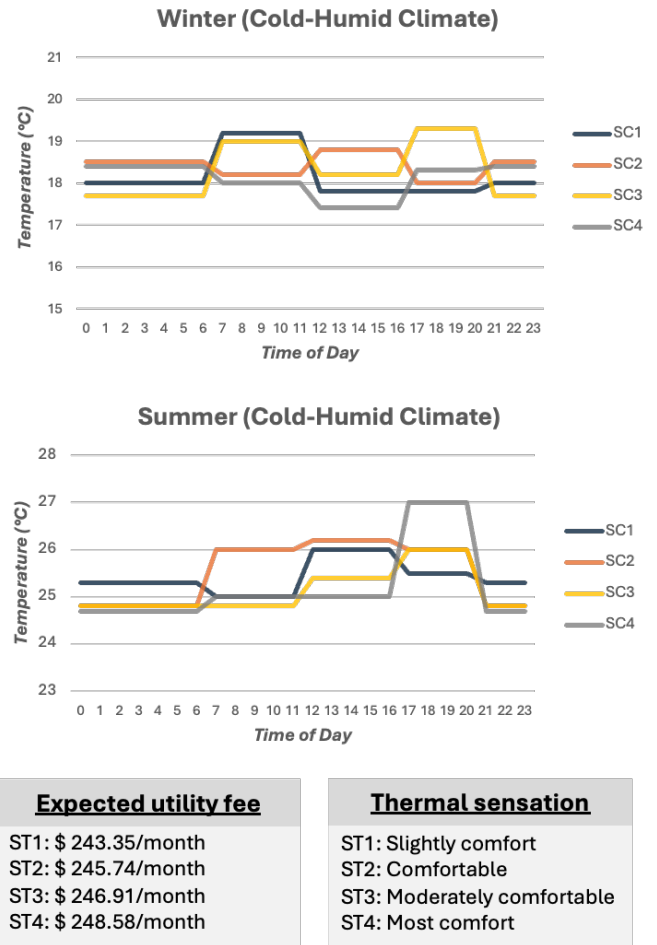 Winter (Cold-Humid Climate)
21
20
19
18
17
16
15
Temperature (°C)
0 1 2 3 4 5 6 7 8 9 10 11 12 13 14 15 16 17 18 19 20 21 22 23
Time of Day
SC1
SC2
SC3
SC4
Summer (Cold-Humid Climate)
28
27
26
25
24
23
Temperature (°C)
0 1 2 3 4 5 6 7 8 9 10 11 12 13 14 15 16 17 18 19 20 21 22 23
Time of Day
SC1
SC2
SC3
SC4
Expected utility fee
ST1: $ 243.35/month
ST2: $ 245.74/month
ST3: $ 246.91/month
ST4: $ 248.58/month
Thermal sensation
ST1: Slightly comfort
ST2: Comfortable
ST3: Moderately comfortable
ST4: Most comfort